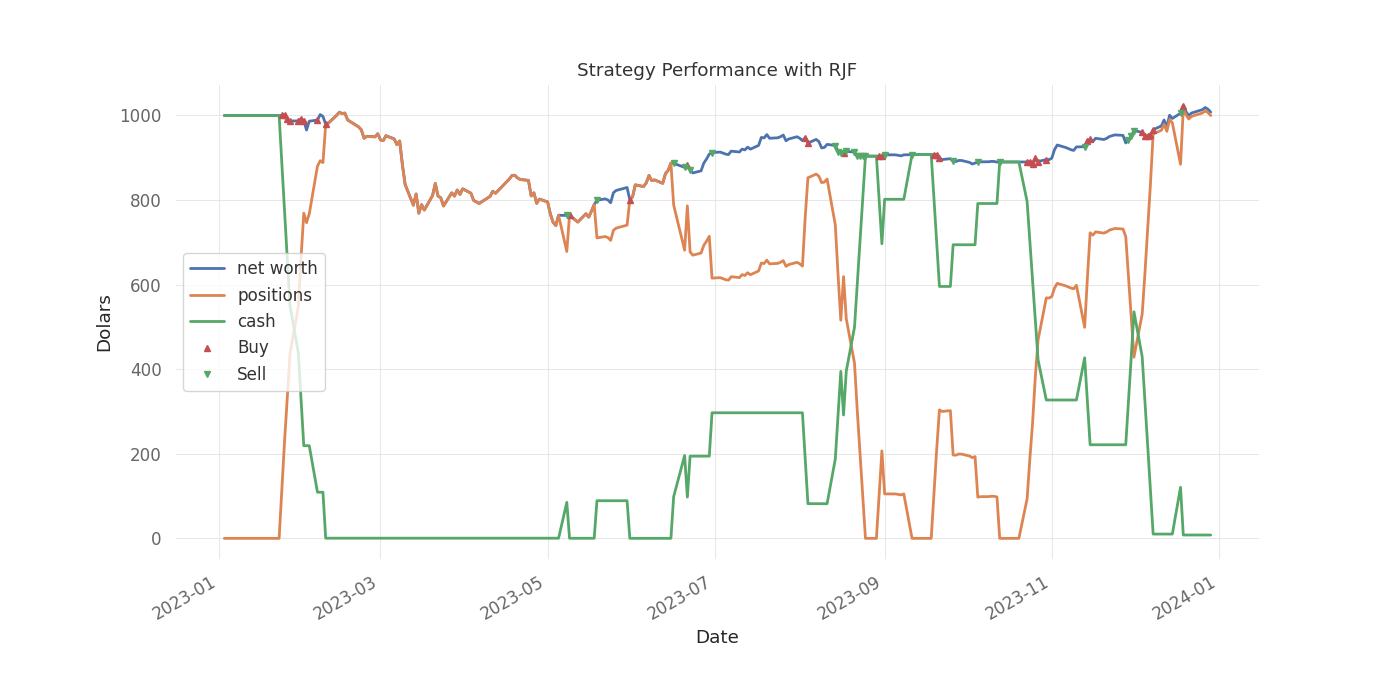 Strategy Performance with RJF
1000
800
600
400
200
0
Dolars
net worth
positions
cash
Buy
Sell
2023-01
2023-03
2023-05
2023-07
2023-09
2023-11
2024-01
Date